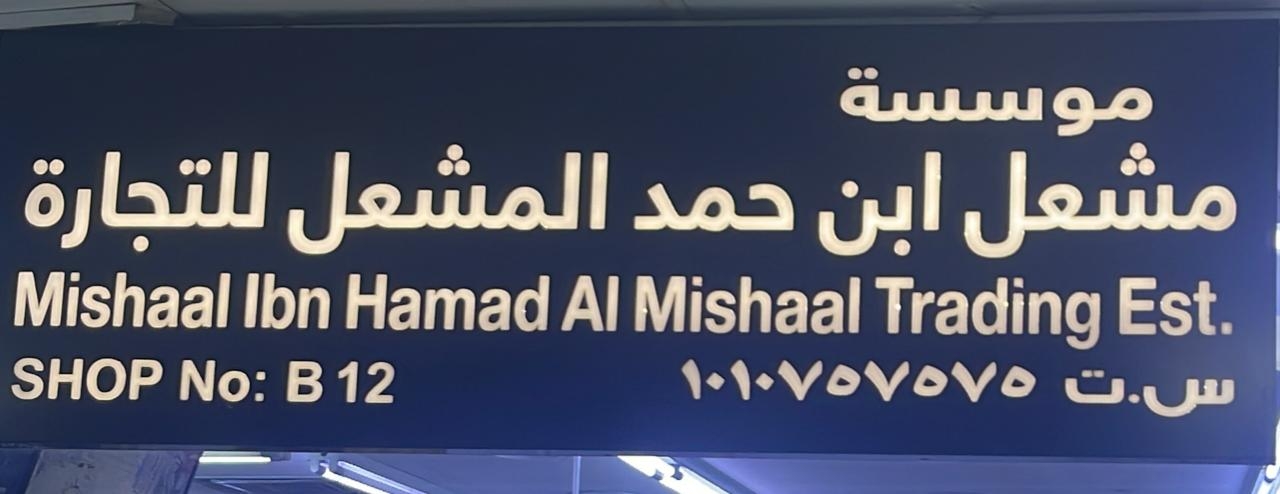 موسسة
مشعل ابن حمد المشعل للتجارة
Mishaal Ibn Hamad Al Mishaal Trading Est.
SHOP No: B 12
س.ت ١٠١٠٧٥٧٥٧٥